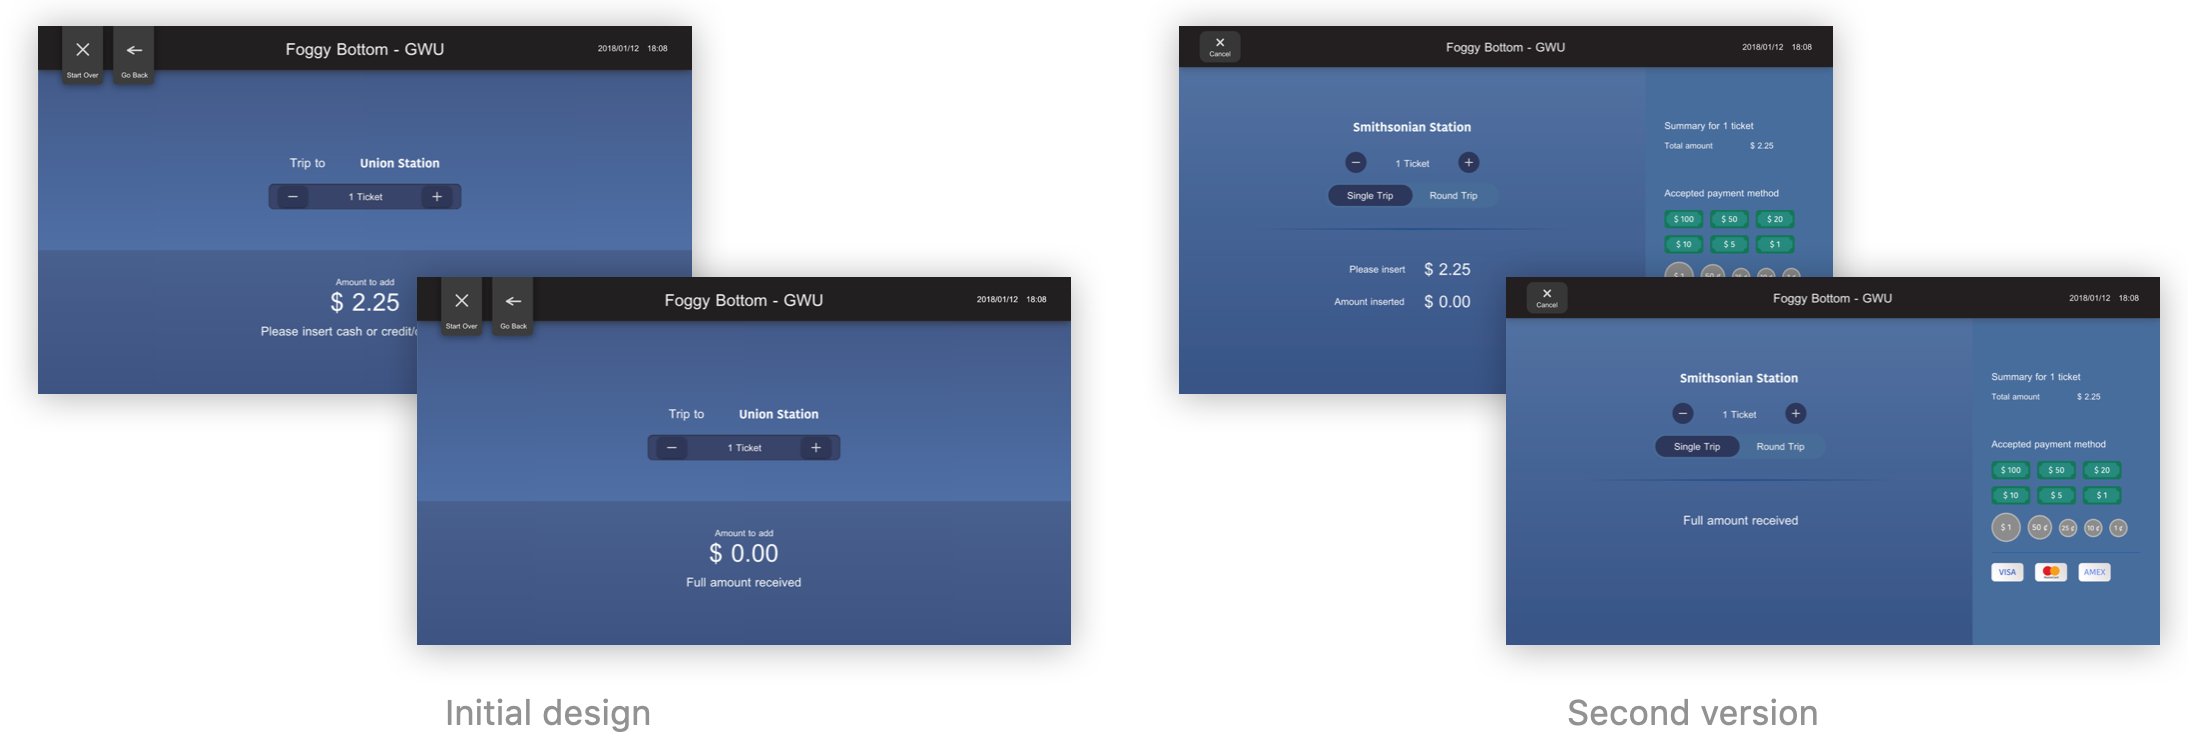 Start Over
Go Back
Foggy Bottom - GWU
2018/01/12 18:08
Trip to Union Station
1 Ticket
Amount to add
$ 2.25
Please insert cash or credit/
Start Over
Go Back
Foggy Bottom - GWU
2018/01/12 18:08
Trip to Union Station
1 Ticket
Amount to add
$ 0.00
Full amount received
Initial design
Cancel
Foggy Bottom - GWU
2018/01/12 18:08
Smithsonian Station
1 Ticket
Single Trip Round Trip
Please insert $ 2.25
Amount inserted $ 0.00
Summary for 1 ticket
Total amount $ 2.25
Accepted payment method
$ 100 $ 50 $ 20
$ 10 $ 5 $ 1
$ 1 50 ¢
Cancel
Foggy Bottom - GWU
2018/01/12 18:08
Smithsonian Station
1 Ticket
Single Trip Round Trip
Full amount received
Summary for 1 ticket
Total amount $ 2.25
Accepted payment method
$ 100 $ 50 $ 20
$ 10 $ 5 $ 1
$ 1 50 ¢ 25 ¢ 10 ¢ 1 ¢
VISA AMEX
Second version